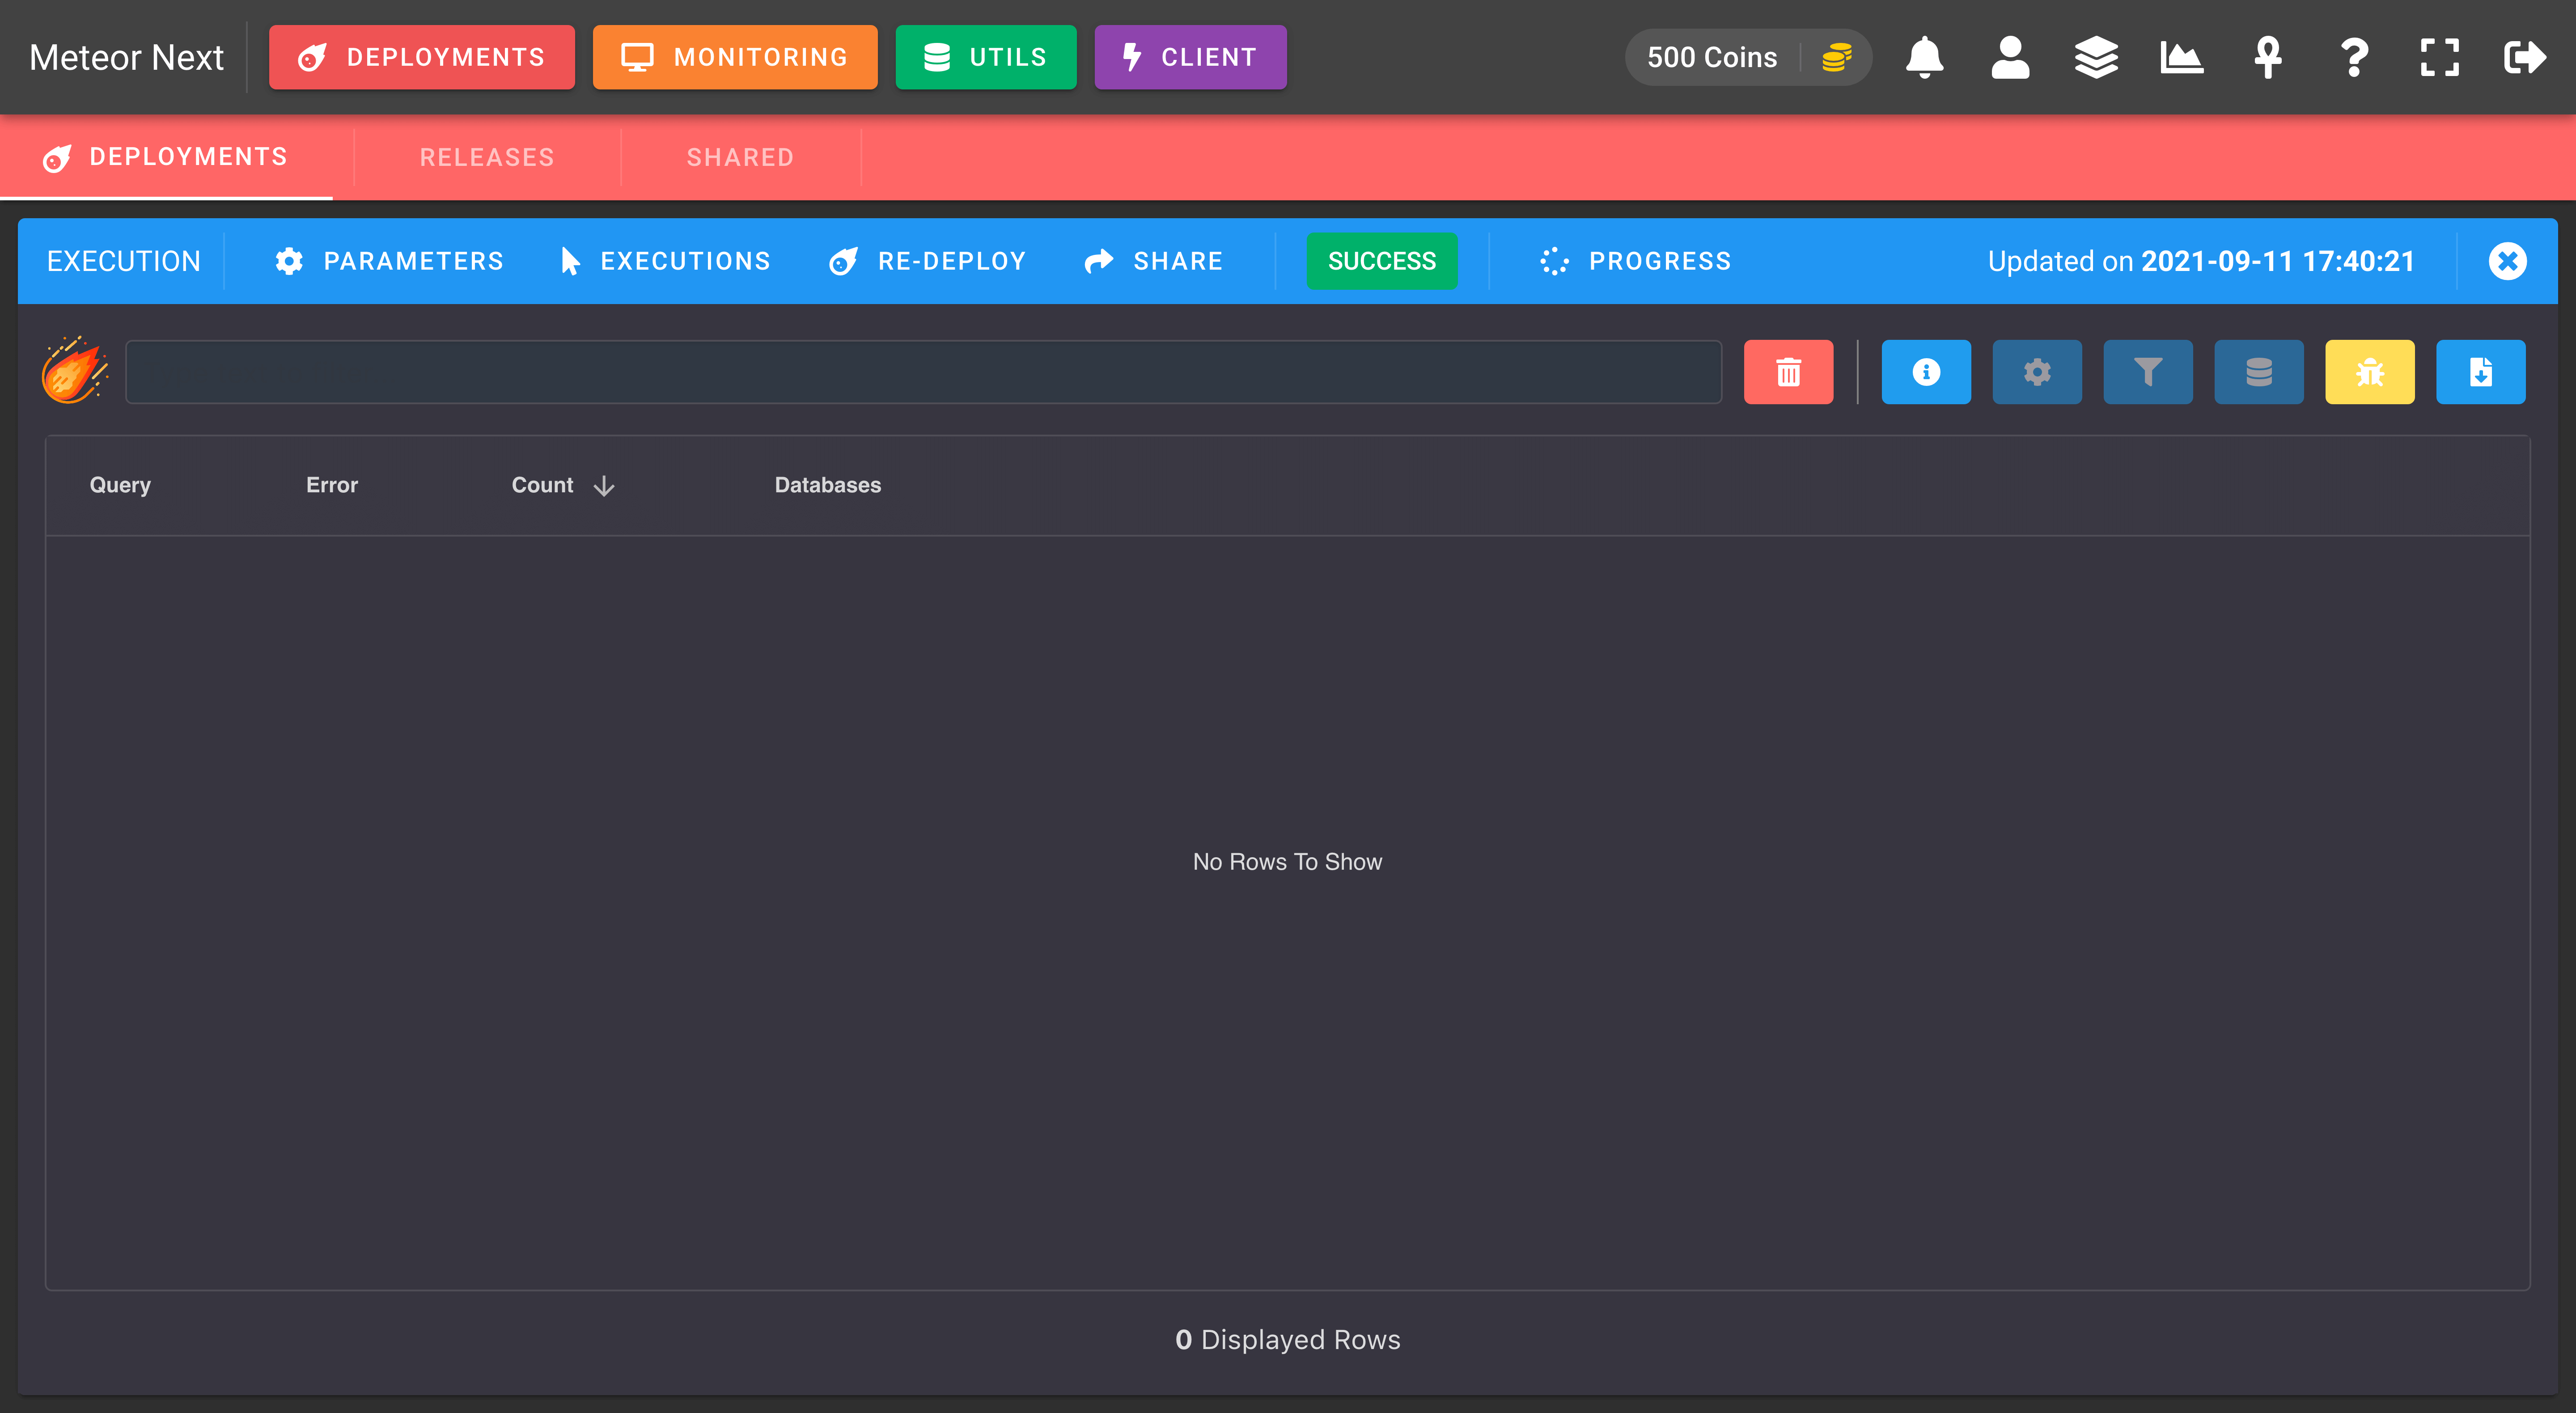 Meteor Next DEPLOYMENTS MONITORING UTILS CLIENT 500 Coins
DEPLOYMENTS RELEASES SHARED
EXECUTION PARAMETERS EXECUTIONS RE-DEPLOY SHARE SUCCESS PROGRESS Updated on 2021-09-11 17:40:21
Query Error Count Databases
No Rows To Show
0 Displayed Rows